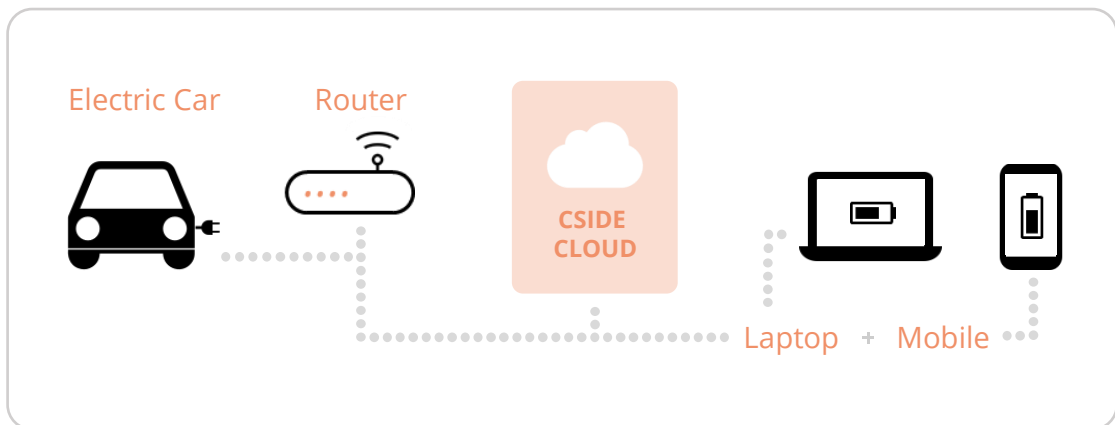 Electric Car
Router
CSIDE
CLOUD
Laptop + Mobile